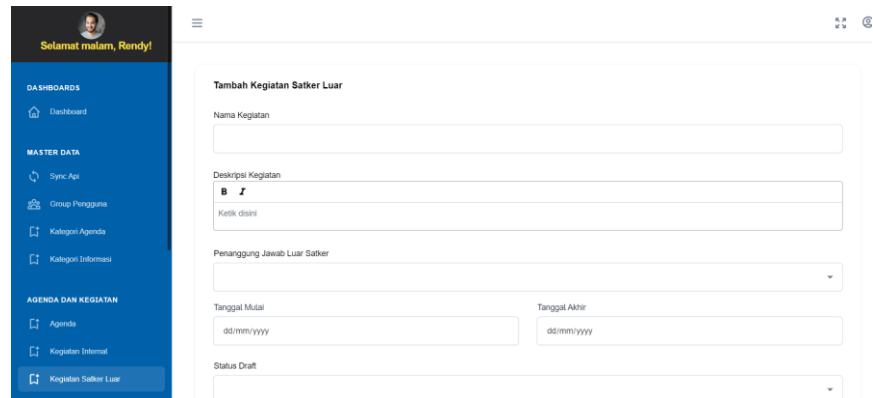 Selamat malam, Rendy!
DASHBOARDS
Dashboard
MASTER DATA
Sync Api
Group Pengguna
Kategori Agenda
Kategori Informasi
AGENDA DAN KEGIATAN
Agenda
Kegiatan Internal
Kegiatan Satker Luar
Tambah Kegiatan Satker Luar
Nama Kegiatan
Deskripsi Kegiatan
B I
Ketik disini
Penanggung Jawab Luar Satker
Tanggal Mulai Tanggal Akhir
dd/mm/yyyy dd/mm/yyyy
Status Draft